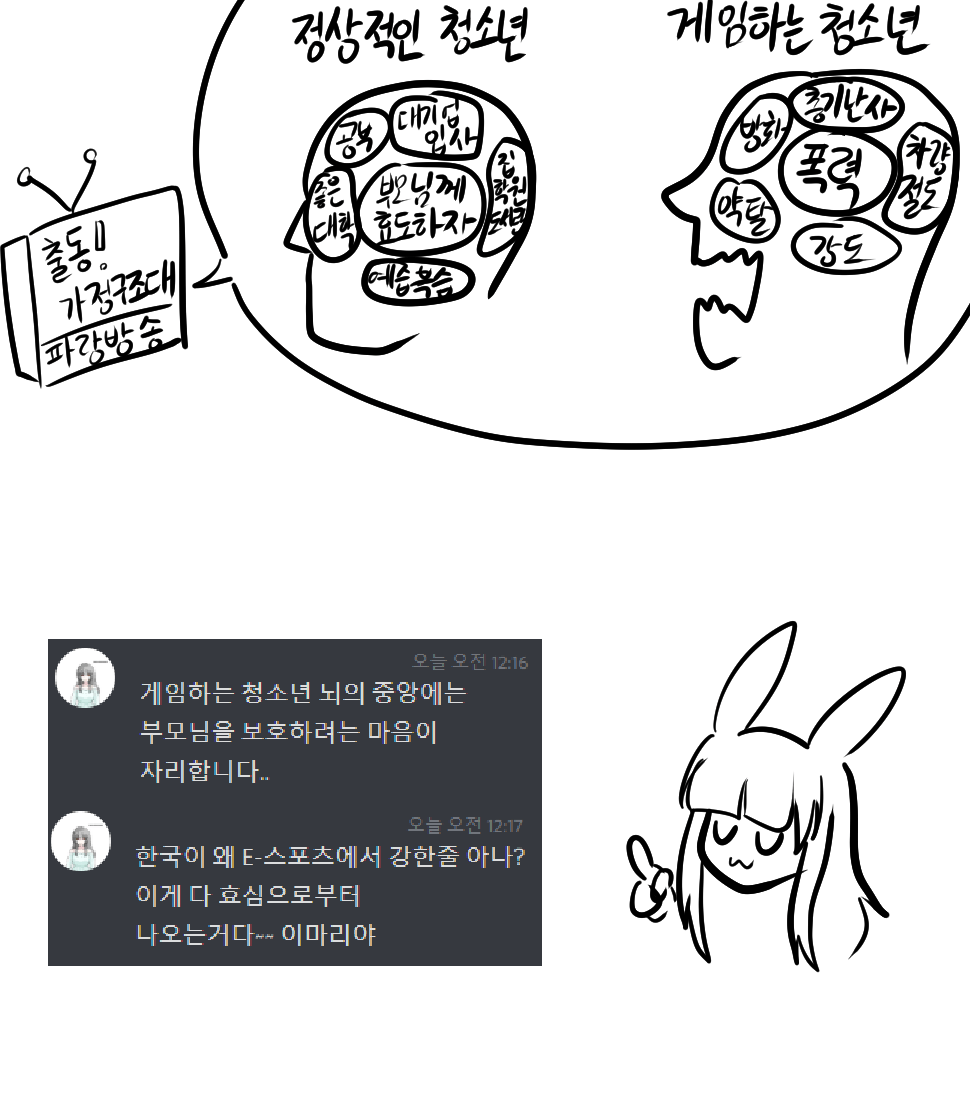 정상적인 청소년
게임하는 청소년
공부
대기업
입사
좋은
대학
부모님께
효도하자
집
학원
도서관
예습복습
방화
총기난사
폭력
차량
절도
약탈
강도
출동!
가정구조대
파랑방송
오늘 오전 12:16
게임하는 청소년 뇌의 중앙에는
부모님을 보호하려는 마음이
자리합니다..
오늘 오전 12:17
한국이 왜 E-스포츠에서 강한줄 아나?
이게 다 효심으로부터
나오는거다~~ 이마리야